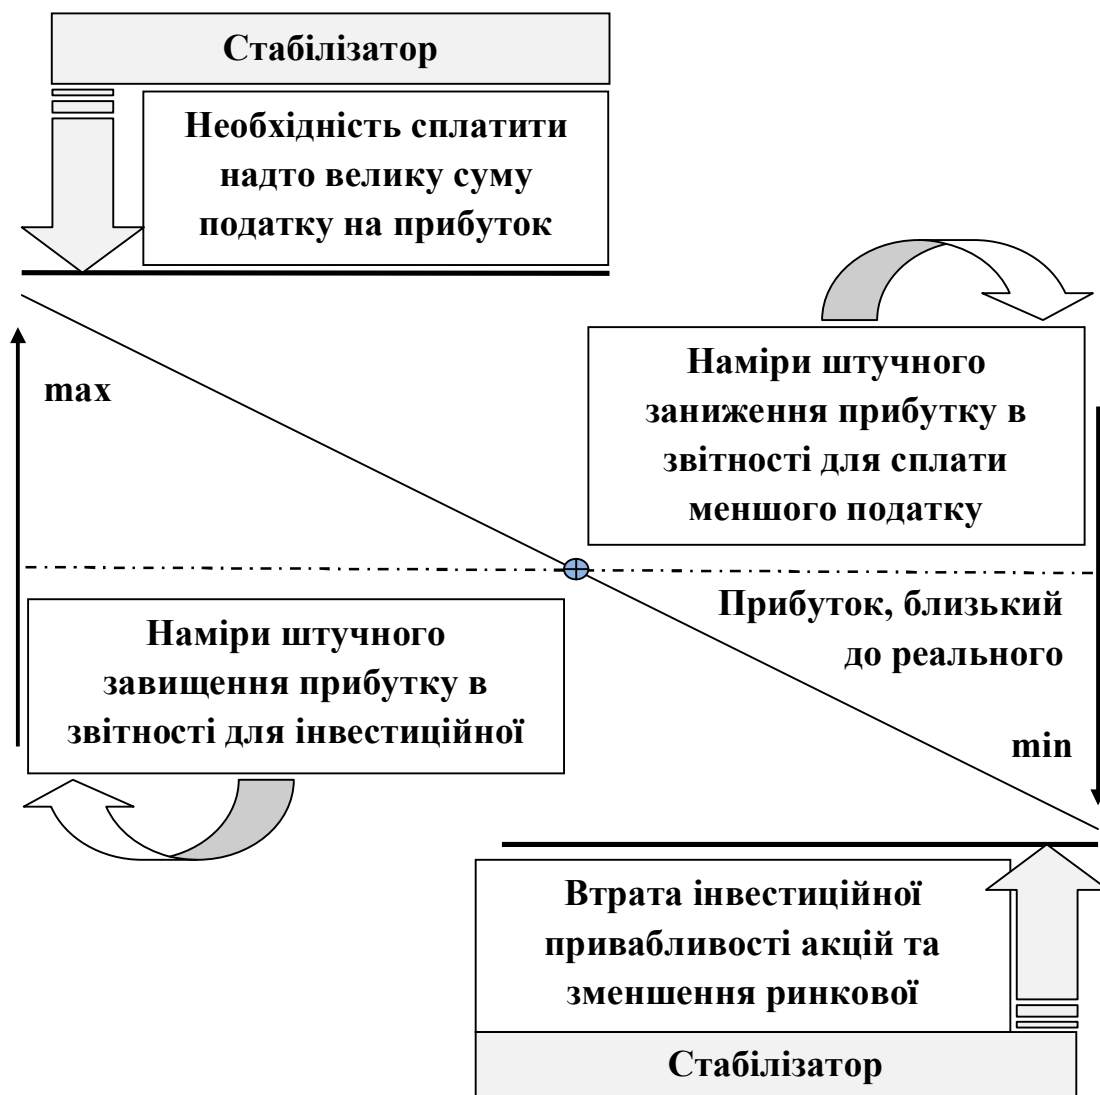 Стабілізатор
Необхідність сплатити
надто велику суму
податку на прибуток
max
Наміри штучного
заниження прибутку в
звітності для сплати
меншого податку
Прибуток, близький
до реального
Наміри штучного
завищення прибутку в
звітності для інвестиційної
min
Втрата інвестиційної
привабливості акцій та
зменшення ринкової
Стабілізатор